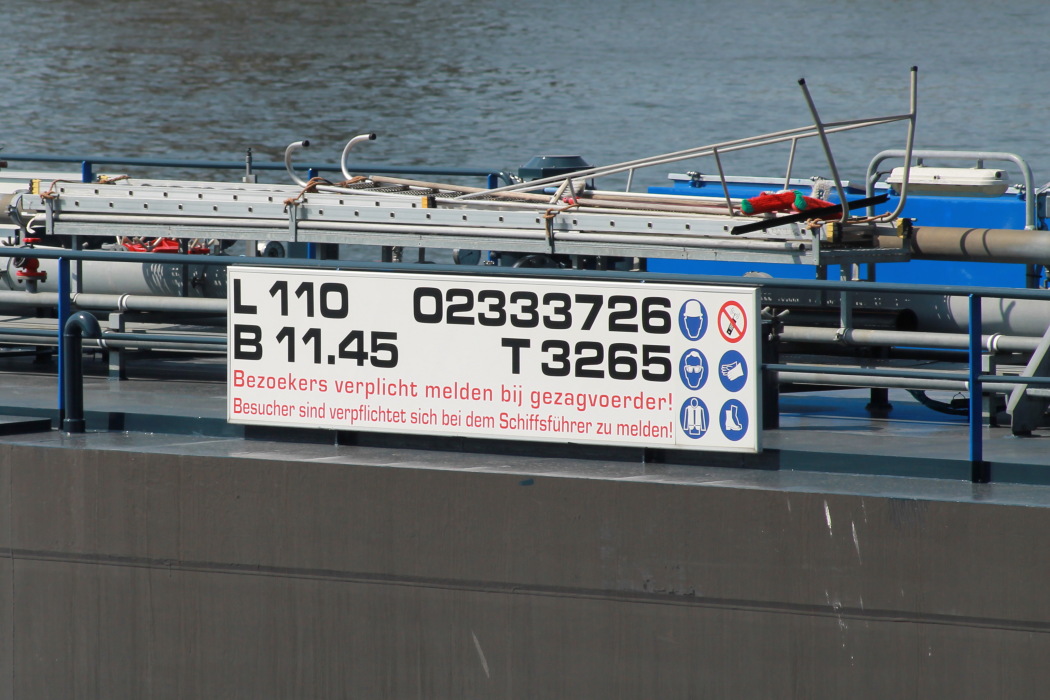 L 110 02333726
B 11.45 T 3265
Bezoekers verplicht melden bij gezagvoerder!
Besucher sind verpflichtet sich bei dem Schiffsführer zu melden!